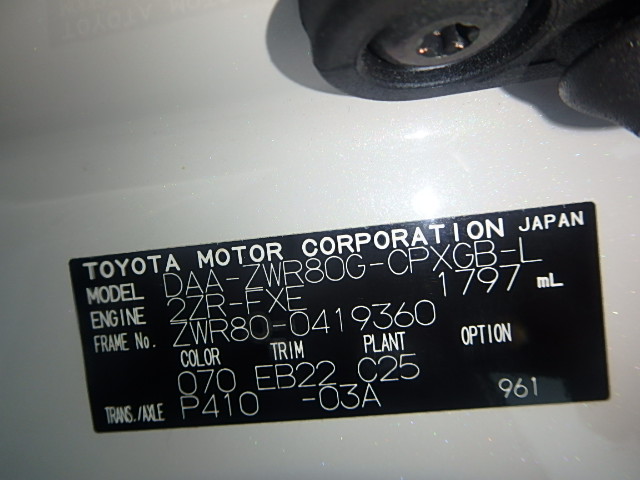 TOYOTA MOTOR CORPORATION JAPAN
MODEL DAA-ZWR80G-CPXGB-L
ENGINE 2ZR-FXE 1797 mL
FRAME No. ZWR80-0419360
COLOR TRIM PLANT OPTION
070 EB22 C25
TRANS./AXLE P410 -03A 961